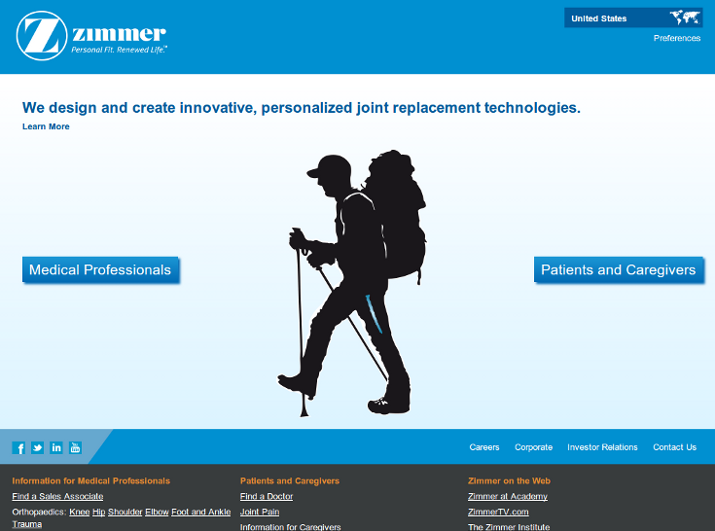 zimmer
Personal Fit. Renewed Life.™
United States
Preferences
We design and create innovative, personalized joint replacement technologies.
Learn More
Medical Professionals
Patients and Caregivers
Careers Corporate Investor Relations Contact Us
Information for Medical Professionals
Find a Sales Associate
Orthopaedics: Knee Hip Shoulder Elbow Foot and Ankle
Trauma
Patients and Caregivers
Find a Doctor
Joint Pain
Information for Caregivers
Zimmer on the Web
Zimmer at Academy
ZimmerTV.com
The Zimmer Institute